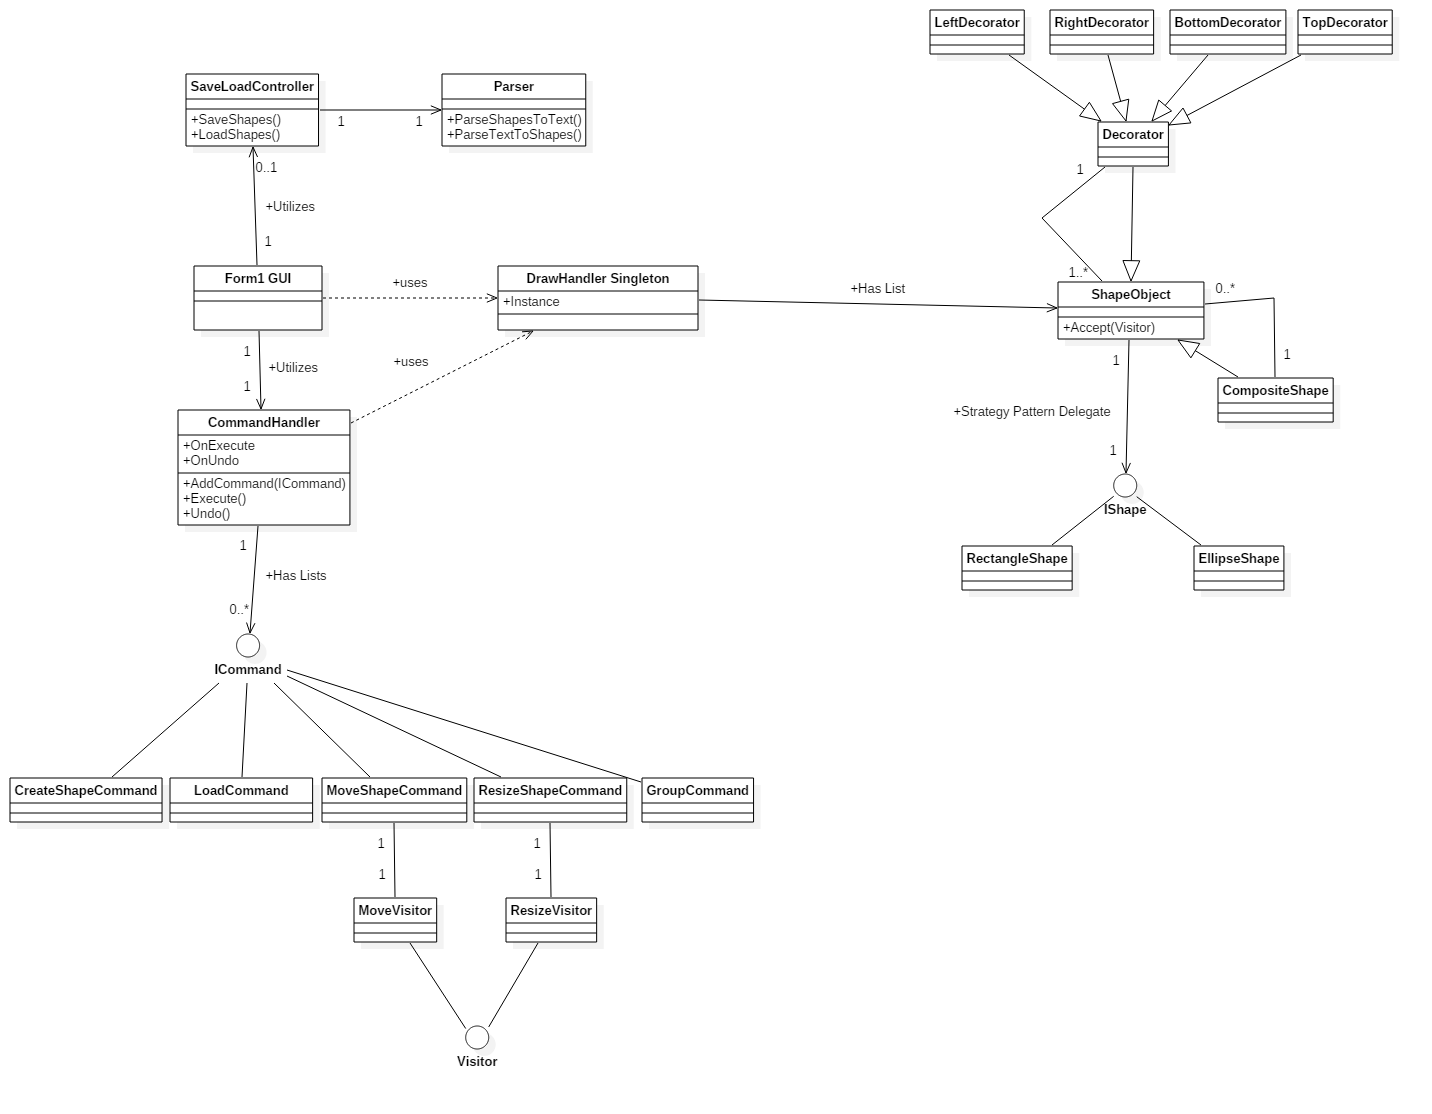 LeftDecorator
RightDecorator
BottomDecorator
TopDecorator
SaveLoadController
+SaveShapes()
+LoadShapes()
1
1
Parser
+ParseShapesToText()
+ParseTextToShapes()
Decorator
1
0..1
+Utilizes
1
Form1 GUI
+uses
DrawHandler Singleton
+Instance
+Has List
1..*
ShapeObject
+Accept(Visitor)
0..*
1
CompositeShape
1
+Utilizes
1
+uses
1
+Strategy Pattern Delegate
1
CommandHandler
+OnExecute
+OnUndo
+AddCommand(ICommand)
+Execute()
+Undo()
IShape
RectangleShape
EllipseShape
1
+Has Lists
0..*
ICommand
CreateShapeCommand
LoadCommand
MoveShapeCommand
ResizeShapeCommand
GroupCommand
1
1
1
1
MoveVisitor
ResizeVisitor
Visitor